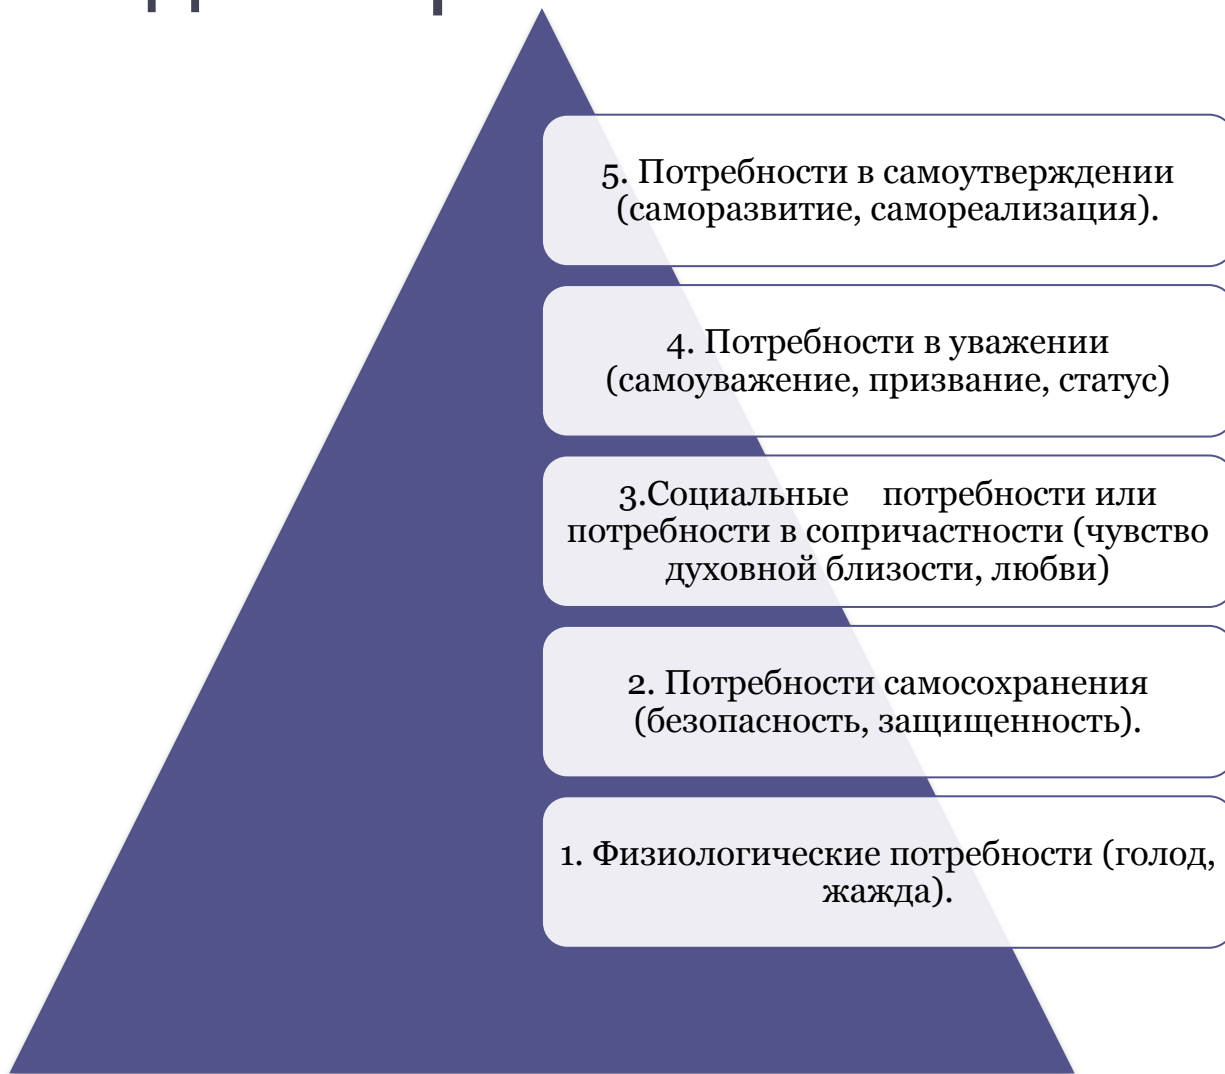 5. Потребности в самоутверждении
(саморазвитие, самореализация).
4. Потребности в уважении
(самоуважение, призвание, статус)
3.Социальные потребности или
потребности в сопричастности (чувство
духовной близости, любви)
2. Потребности самосохранения
(безопасность, защищенность).
1. Физиологические потребности (голод,
жажда).